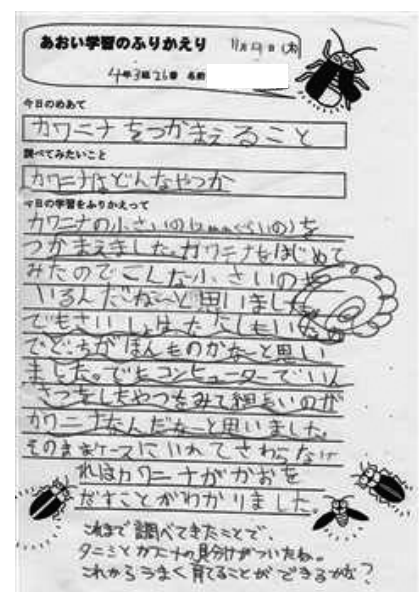 あおい学習のふりかえり 11月9日(木)
4年3組26番 名前
今日のめあて
カワニナをつかまえること
調べてみたいこと
カワニナはどんなやつか
今日の学習をふりかえって
カワニナの小さいの(2mmくらいの)を
つかまえました。カワニナをはじめて
みたのでこんな小さいのも
いるんだな〜と思いました。
でもさいしょはたにしもいたの
でどっちがほんものかな〜と思い
ました。でもコンピューターでいん
さつをしたやつをみて細長いのが
カワニナなんだな〜と思いました。
そのままケースにいれてさわらなけ
ればカワニナがかおを
だすことがわかりました。
これまで調べてきたことで、
タニシとカワニナの見分けがついたね。
これからうまく育てることができるかな?